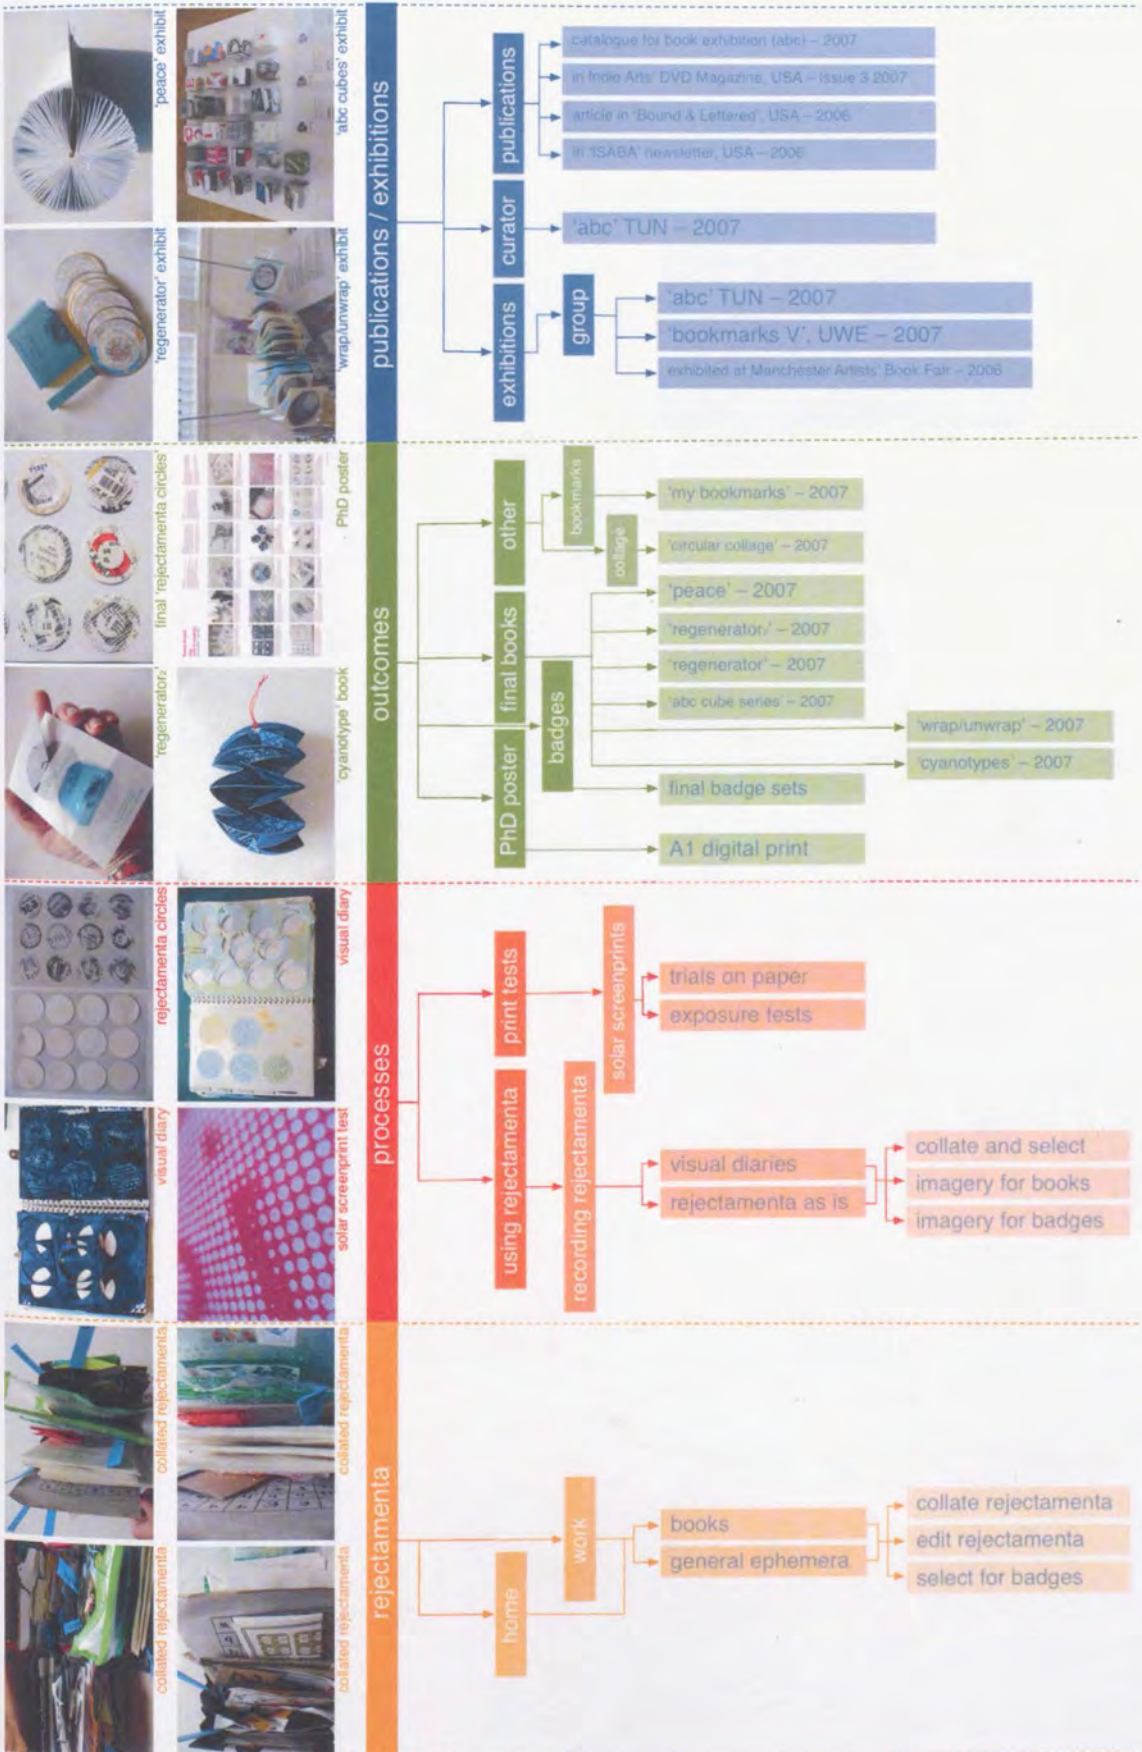 'peace' exhibit
'abc cubes' exhibit
'regenerator' exhibit
'wrap/unwrap' exhibit
publications / exhibitions
publications
catalogue for book exhibition (abc) – 2007
in Indie Arts' DVD Magazine, USA – Issue 3 2007
article in 'Bound & Lettered', USA – 2006
in 'ISABA' newsletter, USA – 2006
curator
'abc' TUN – 2007
exhibitions
group
'abc' TUN – 2007
'bookmarks V', UWE – 2007
exhibited at Manchester Artists' Book Fair – 2006
final 'rejectamenta circles'
PhD poster
'regenerator₂'
'cyanotype' book
outcomes
other
bookmarks
'my bookmarks' – 2007
collage
'circular collage' – 2007
final books
'peace' – 2007
'regenerator₂' – 2007
'regenerator' – 2007
'abc cube series' – 2007
'wrap/unwrap' – 2007
'cyanotypes' – 2007
badges
final badge sets
PhD poster
A1 digital print
rejectamenta circles
visual diary
visual diary
solar screenprint test
processes
print tests
solar screenprints
trials on paper
exposure tests
using rejectamenta
recording rejectamenta
visual diaries
rejectamenta as is
collate and select
imagery for books
imagery for badges
collated rejectamenta
collated rejectamenta
collated rejectamenta
collated rejectamenta
rejectamenta
work
home
books
general ephemera
collate rejectamenta
edit rejectamenta
select for badges